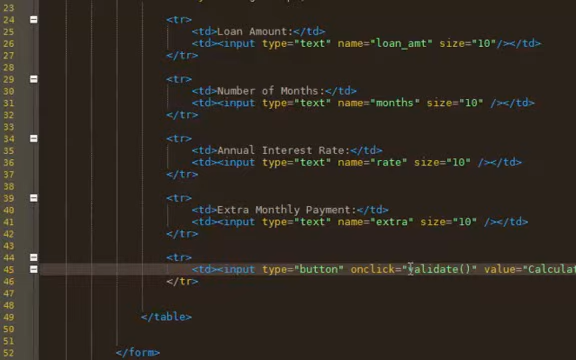 23
24 <tr>
25 <td>Loan Amount:</td>
26 <td><input type="text" name="loan_amt" size="10"/></td>
27 </tr>
28
29 <tr>
30 <td>Number of Months:</td>
31 <td><input type="text" name="months" size="10" /></td>
32 </tr>
33
34 <tr>
35 <td>Annual Interest Rate:</td>
36 <td><input type="text" name="rate" size="10" /></td>
37 </tr>
38
39 <tr>
40 <td>Extra Monthly Payment:</td>
41 <td><input type="text" name="extra" size="10" /></td>
42 </tr>
43
44 <tr>
45 <td><input type="button" onclick="validate()" value="Calculat
46 </tr>
47
48
49 </table>
50
51
52 </form>